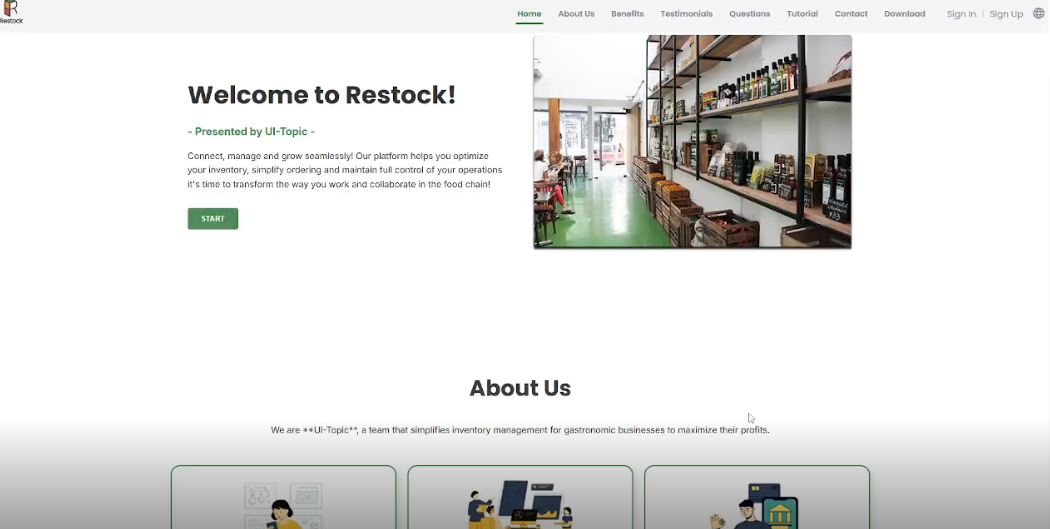 Restock
Home About Us Benefits Testimonials Questions Tutorial Contact Download Sign In | Sign Up
Welcome to Restock!
- Presented by UI-Topic -
Connect, manage and grow seamlessly! Our platform helps you optimize
your inventory, simplify ordering and maintain full control of your operations
it's time to transform the way you work and collaborate in the food chain!
START
About Us
We are **UI-Topic**, a team that simplifies inventory management for gastronomic businesses to maximize their profits.